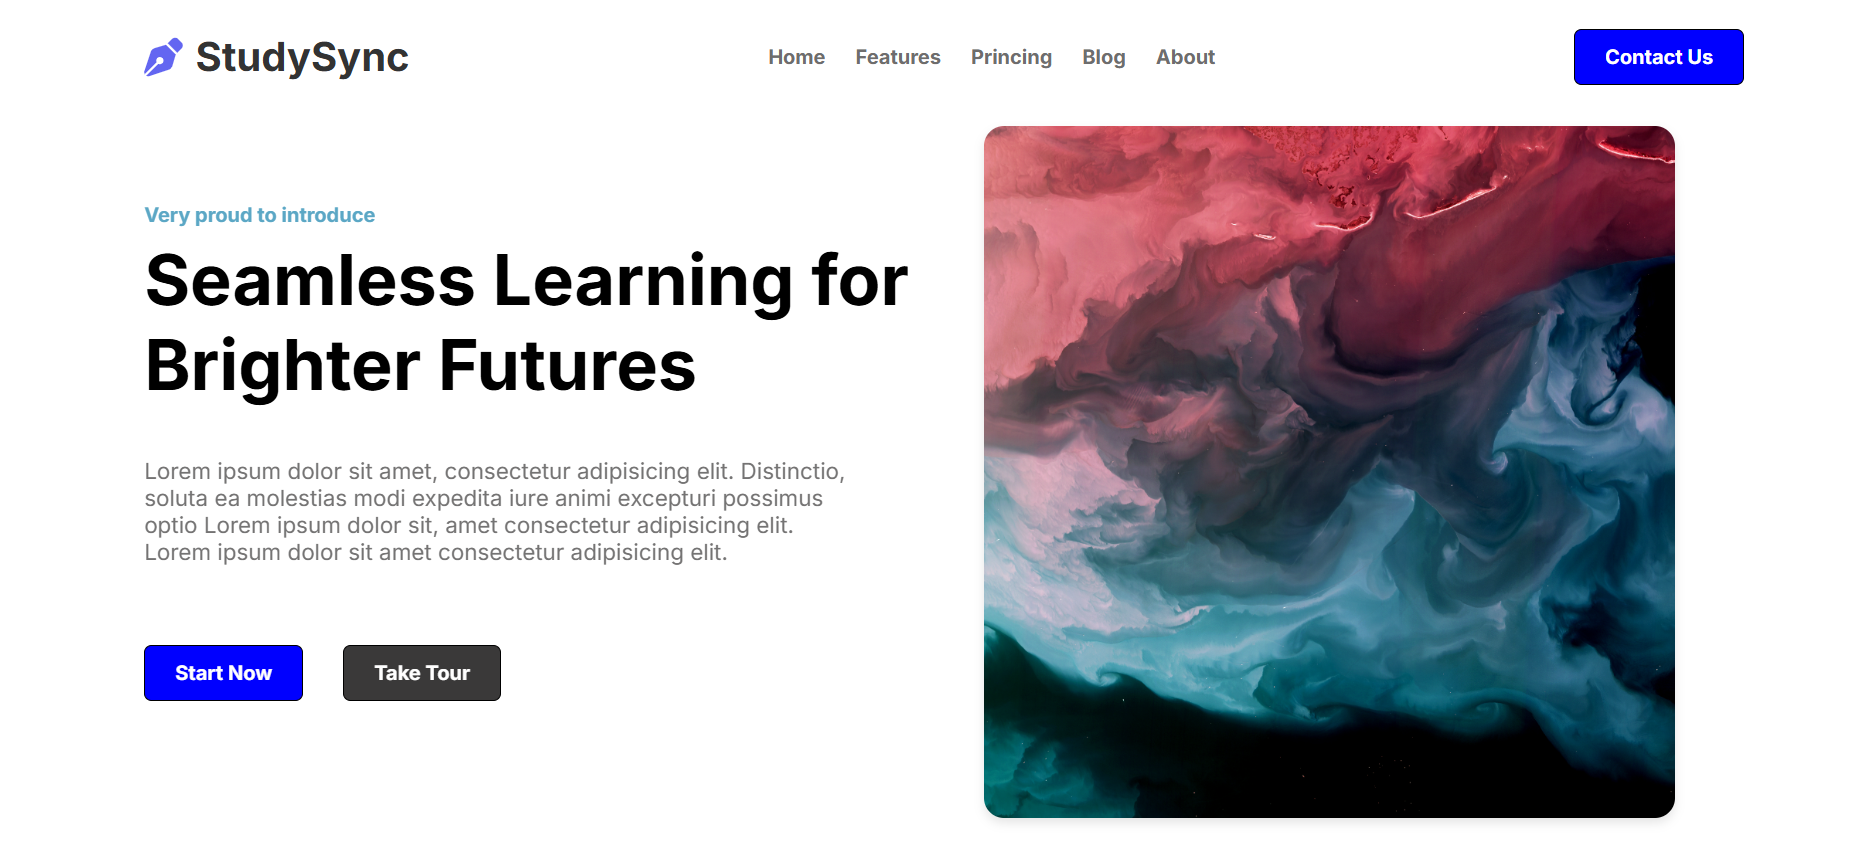 StudySync
Home Features Princing Blog About
Contact Us
Very proud to introduce
Seamless Learning for
Brighter Futures
Lorem ipsum dolor sit amet, consectetur adipisicing elit. Distinctio,
soluta ea molestias modi expedita iure animi excepturi possimus
optio Lorem ipsum dolor sit, amet consectetur adipisicing elit.
Lorem ipsum dolor sit amet consectetur adipisicing elit.
Start Now
Take Tour